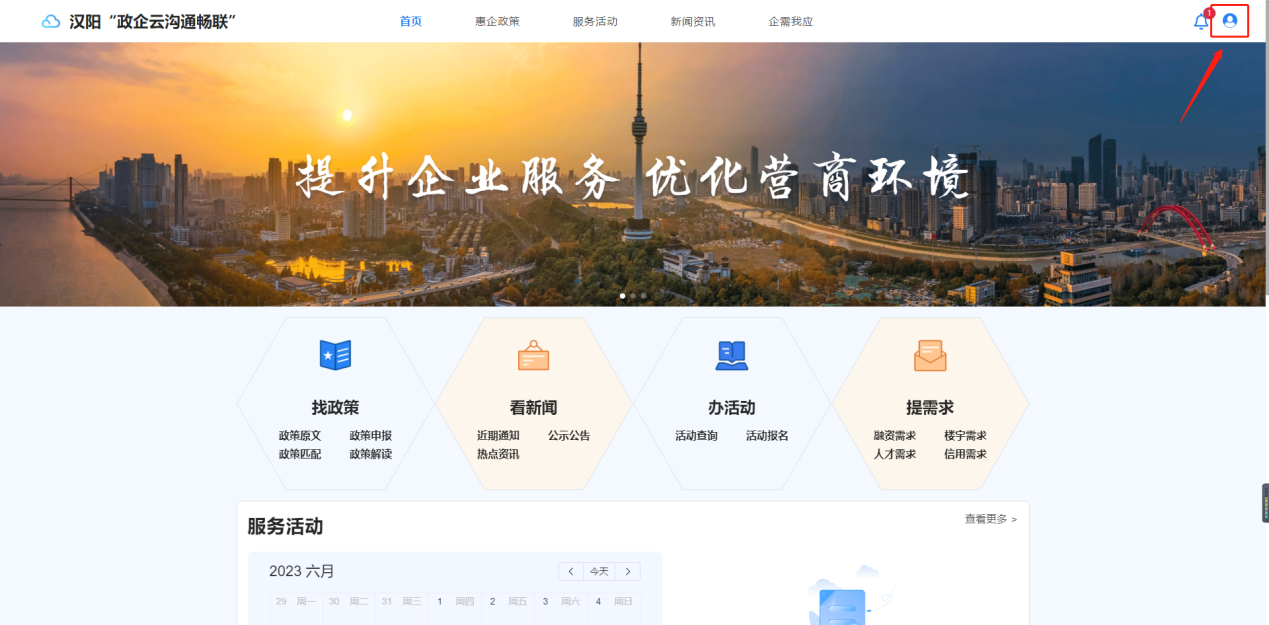 汉阳“政企云沟通畅联”
首页 惠企政策 服务活动 新闻资讯 企需我应
1
提升企业服务 优化营商环境
找政策 看新闻 办活动 提需求
政策原文 政策申报 近期通知 公示公告 活动查询 活动报名 融资需求 楼宇需求
政策匹配 政策解读 热点资讯 人才需求 信用需求
服务活动
查看更多 >
2023 六月
< 今天 >
29 周一 30 周二 31 周三 1 周四 2 周五 3 周六 4 周日